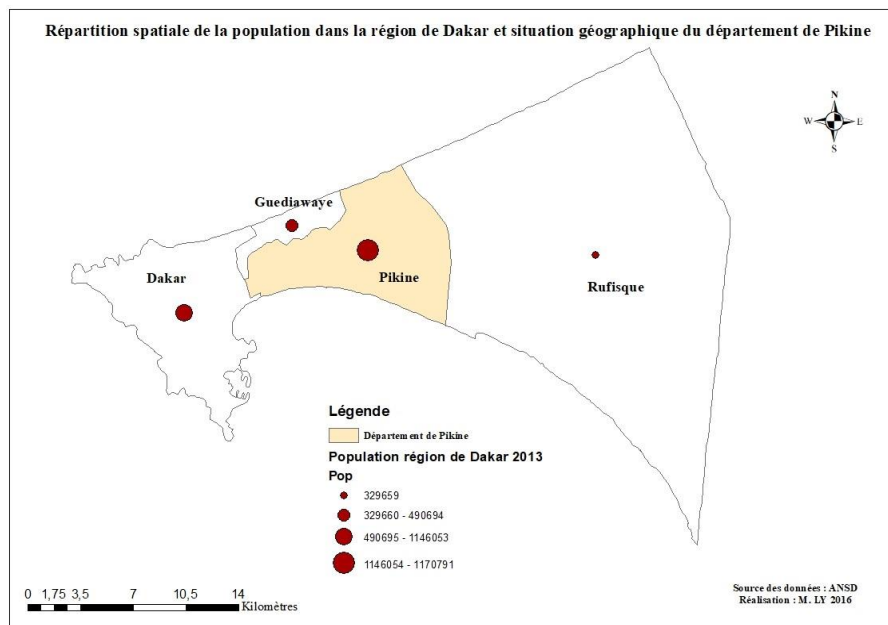 Répartition spatiale de la population dans la région de Dakar et situation géographique du département de Pikine
N
W E
S
Guediawaye
Dakar
Pikine
Rufisque
Légende
Département de Pikine
Population région de Dakar 2013
Pop
329659
329660 - 490694
490695 - 1146053
1146054 - 1170791
0 1,75 3,5 7 10,5 14
Kilomètres
Source des données : ANSD
Réalisation : M. LY 2016